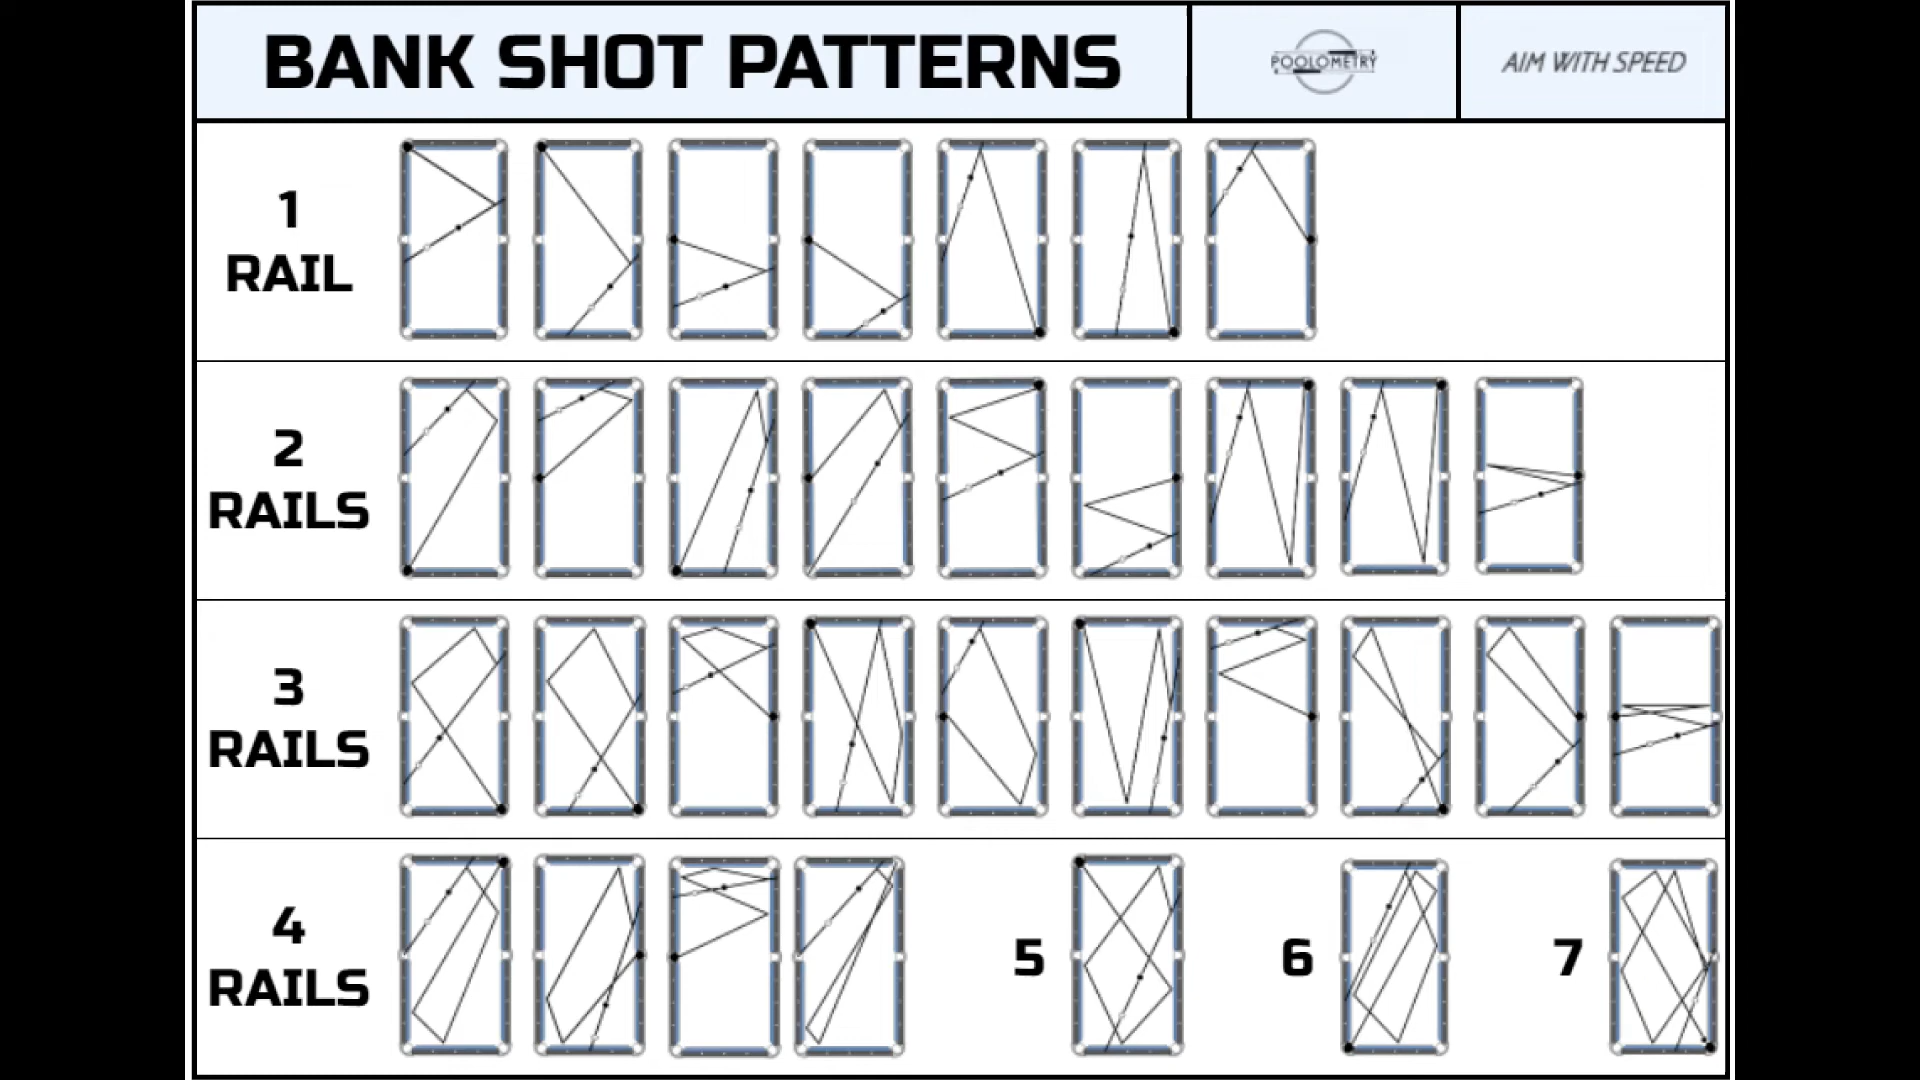 BANK SHOT PATTERNS
POOLOMETRY
AIM WITH SPEED
1
RAIL
2
RAILS
3
RAILS
4
RAILS
5
6
7